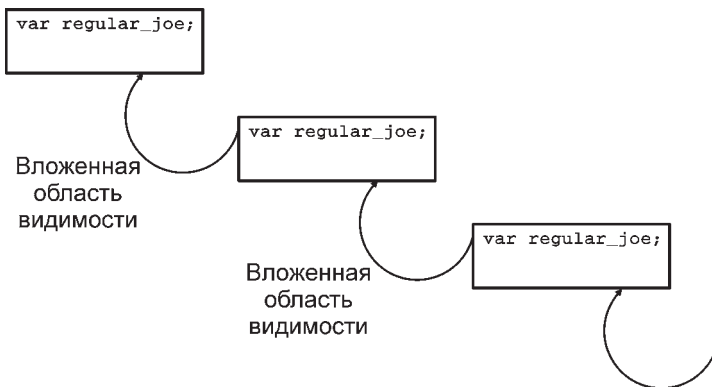 var regular_joe;
var regular_joe;
Вложенная
область
видимости
var regular_joe;
Вложенная
область
видимости